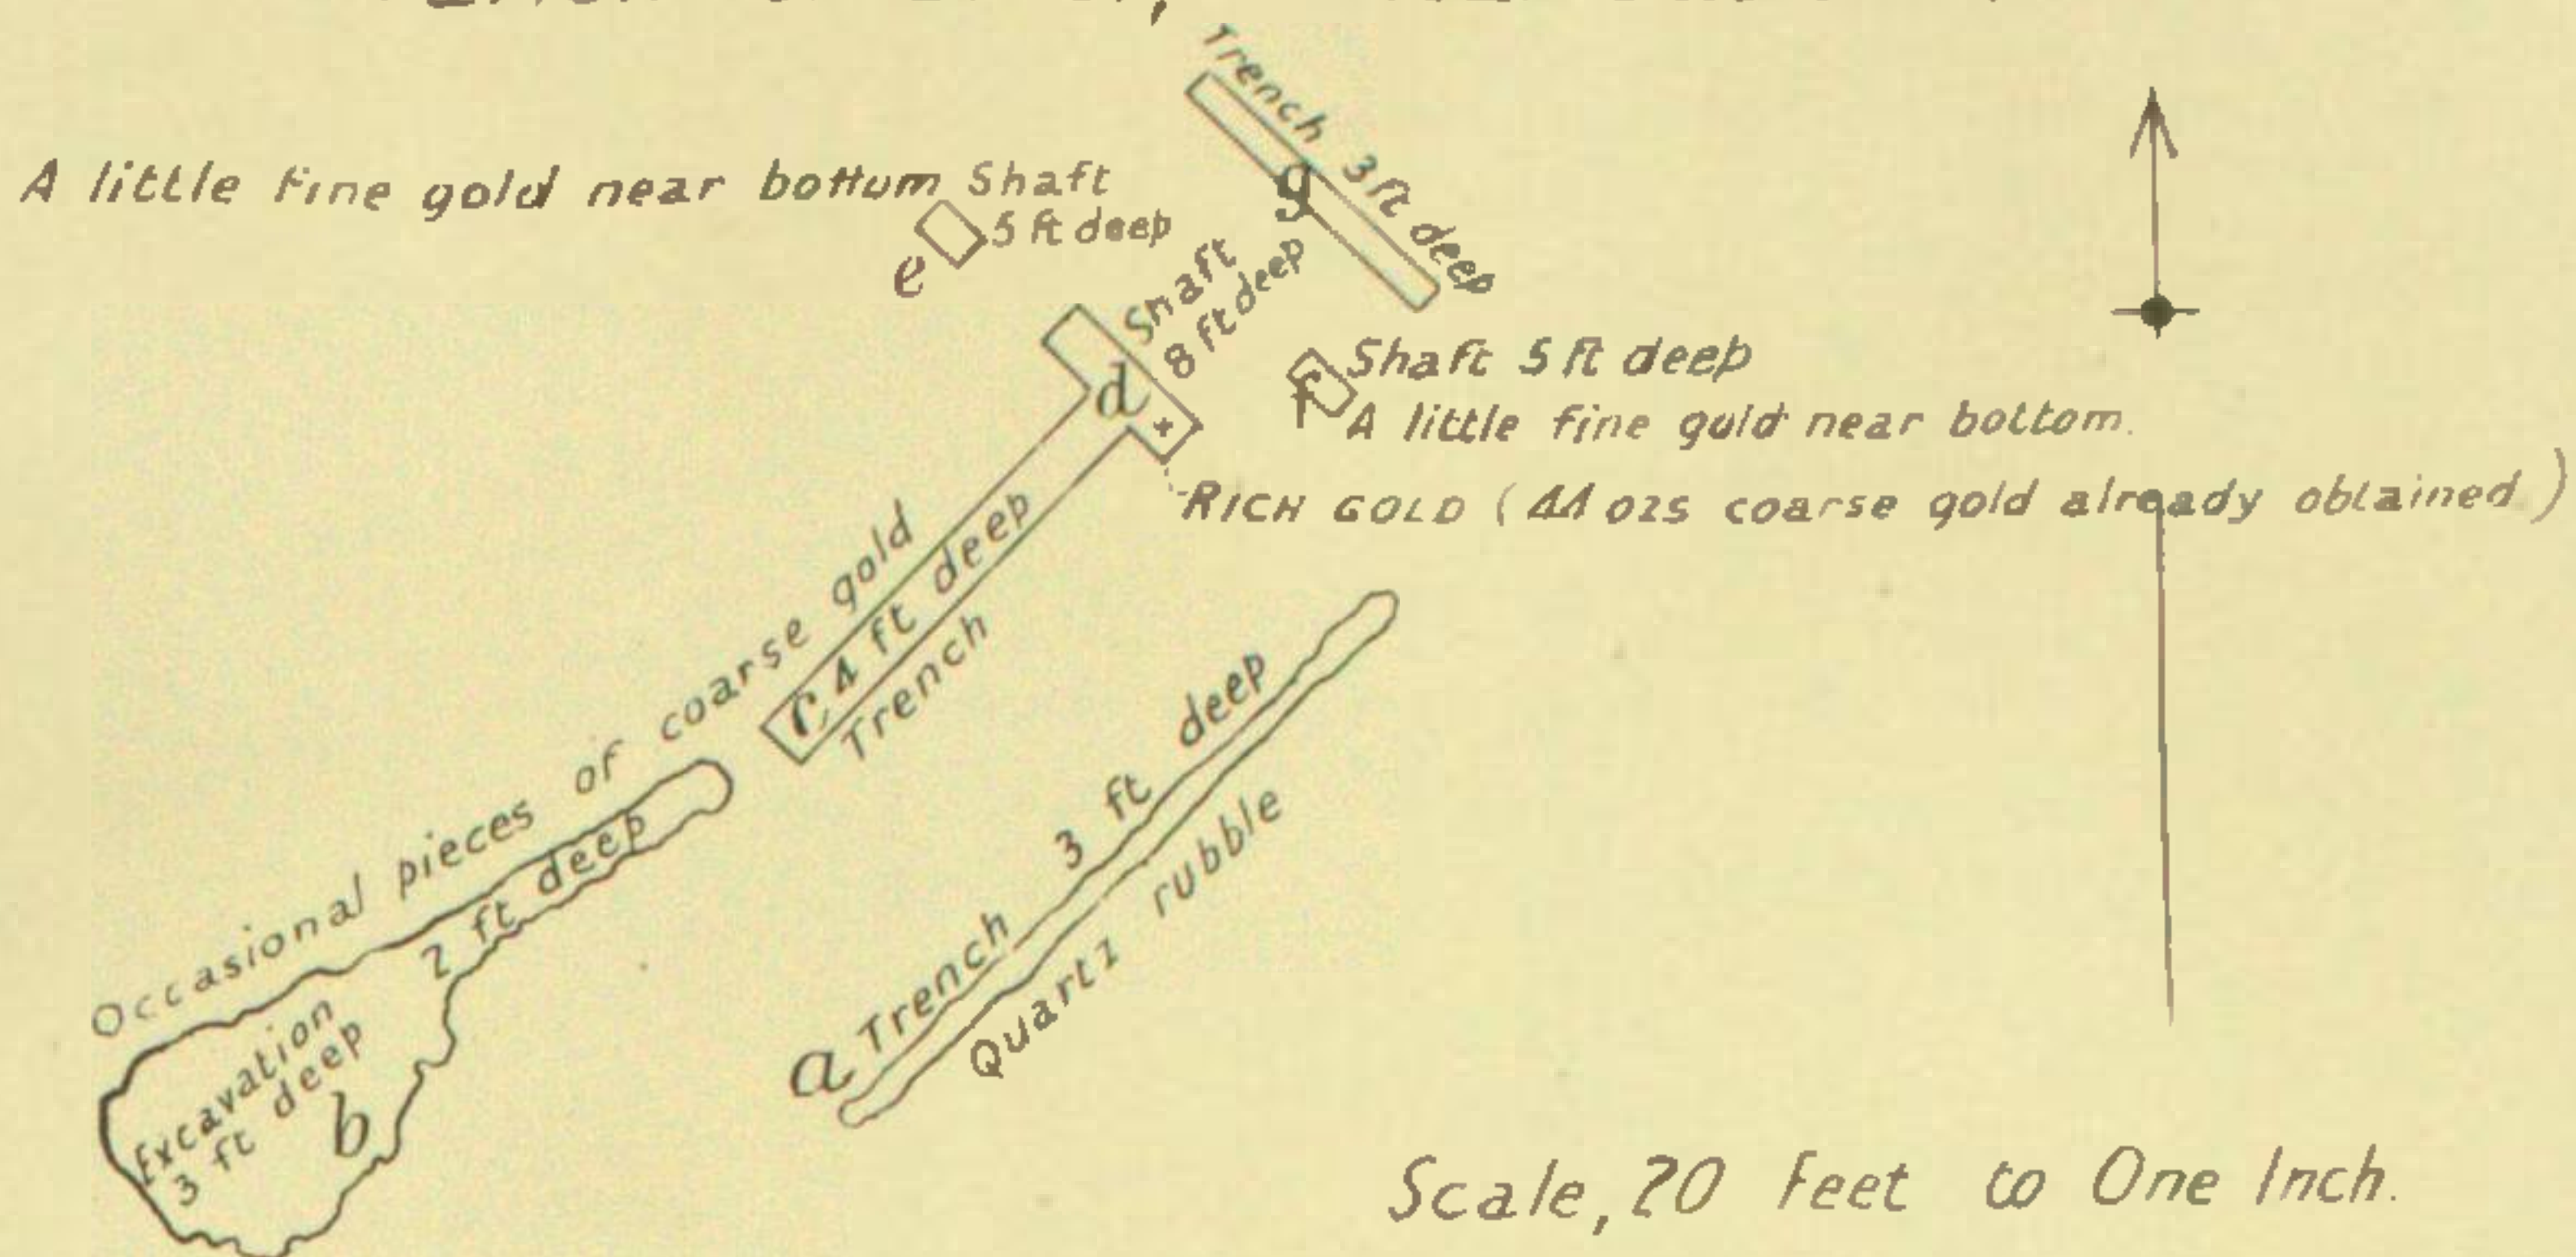 Trench 3 ft deep
g
A little fine gold near bottum
Shaft
5 ft deep
e
Shaft
8 ft deep
d
f
Shaft 5 ft deep
A little fine gold near bottom.
RICH GOLD (44 ozs coarse gold already obtained)
Occasional pieces of coarse gold
C 4 ft deep
Trench
2 ft deep
Excavation
3 ft deep
b
a
Trench 3 ft deep
Quartz rubble
Scale, 20 Feet to One Inch.